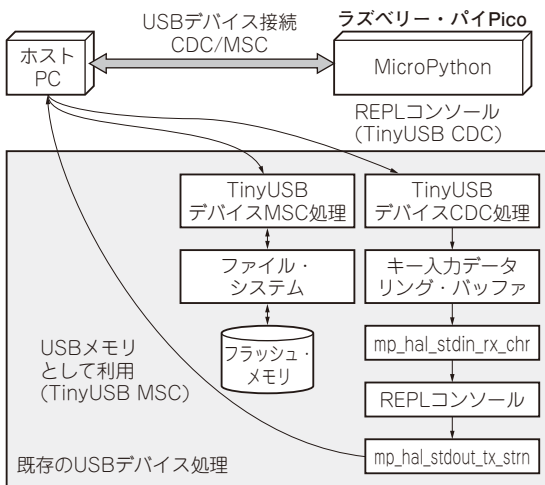 USBデバイス接続
CDC/MSC
ラズベリー・パイPico
ホスト
PC
MicroPython
REPLコンソール
(TinyUSB CDC)
TinyUSB
デバイスMSC処理
TinyUSB
デバイスCDC処理
ファイル・
システム
キー入力データ
リング・バッファ
フラッシュ・
メモリ
mp_hal_stdin_rx_chr
USBメモリ
として利用
(TinyUSB MSC)
REPLコンソール
mp_hal_stdout_tx_strn
既存のUSBデバイス処理